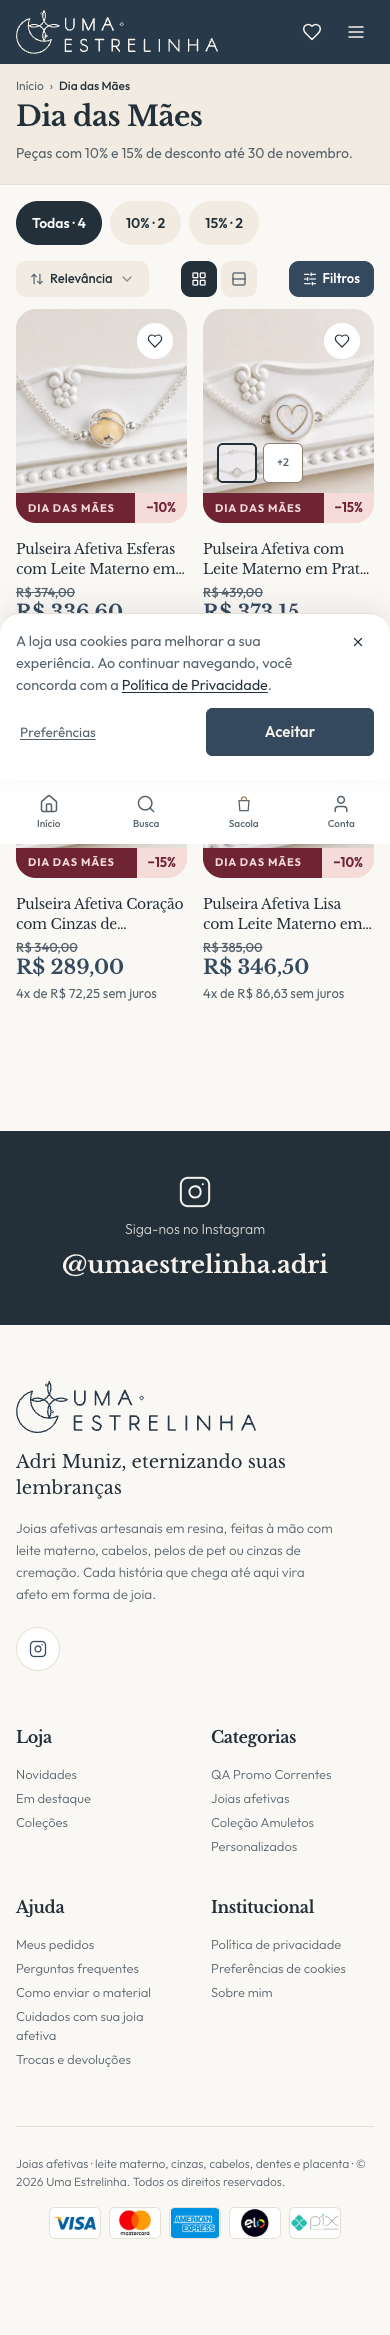 UMA
ESTRELINHA
Início › Dia das Mães
Dia das Mães
Peças com 10% e 15% de desconto até 30 de novembro.
Todas · 4
10% · 2
15% · 2
Relevância
Filtros
+2
DIA DAS MÃES
−10%
DIA DAS MÃES
−15%
Pulseira Afetiva Esferas
com Leite Materno em...
R$ 374,00
R$ 336,60
Pulseira Afetiva com
Leite Materno em Prat...
R$ 439,00
R$ 373,15
A loja usa cookies para melhorar a sua
experiência. Ao continuar navegando, você
concorda com a Política de Privacidade.
Preferências
Aceitar
Início
Busca
Sacola
Conta
DIA DAS MÃES
−15%
DIA DAS MÃES
−10%
Pulseira Afetiva Coração
com Cinzas de...
R$ 340,00
R$ 289,00
4x de R$ 72,25 sem juros
Pulseira Afetiva Lisa
com Leite Materno em...
R$ 385,00
R$ 346,50
4x de R$ 86,63 sem juros
Siga-nos no Instagram
@umaestrelinha.adri
UMA
ESTRELINHA
Adri Muniz, eternizando suas
lembranças
Joias afetivas artesanais em resina, feitas à mão com
leite materno, cabelos, pelos de pet ou cinzas de
cremação. Cada história que chega até aqui vira
afeto em forma de joia.
Loja
Novidades
Em destaque
Coleções
Categorias
QA Promo Correntes
Joias afetivas
Coleção Amuletos
Personalizados
Ajuda
Meus pedidos
Perguntas frequentes
Como enviar o material
Cuidados com sua joia
afetiva
Trocas e devoluções
Institucional
Política de privacidade
Preferências de cookies
Sobre mim
Joias afetivas · leite materno, cinzas, cabelos, dentes e placenta · ©
2026 Uma Estrelinha. Todos os direitos reservados.
VISA
mastercard
AMERICAN
EXPRESS
elo
pix